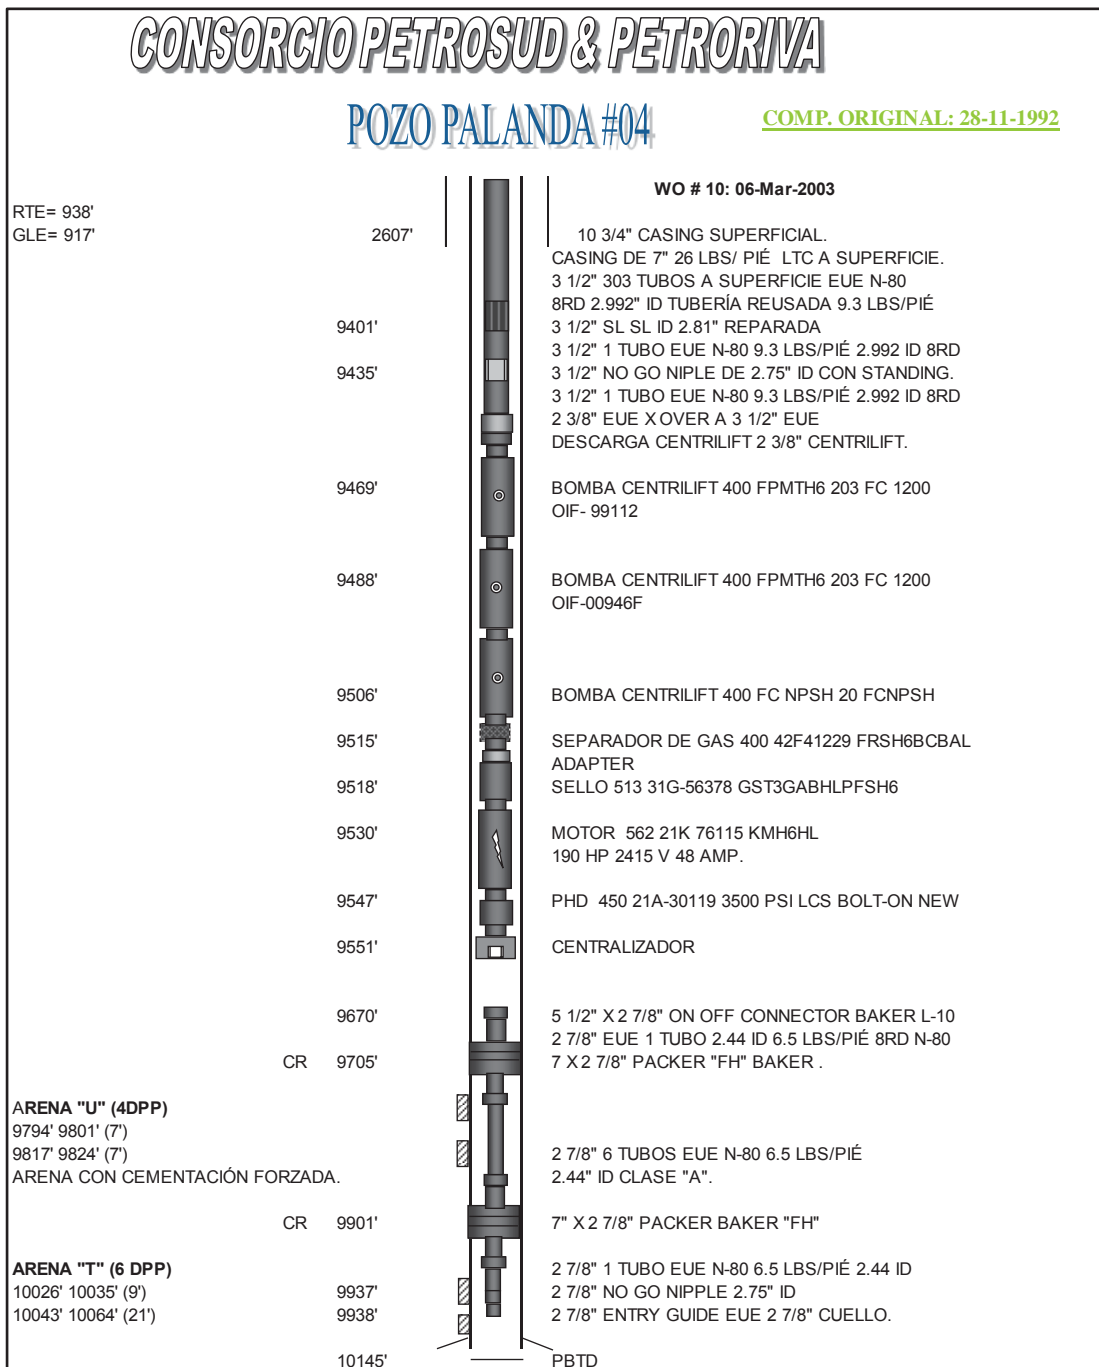 CONSORCIO PETROSUD & PETRORIVA
POZO PALANDA #04
COMP. ORIGINAL: 28-11-1992
WO # 10: 06-Mar-2003
RTE= 938'
GLE= 917' 2607' 10 3/4" CASING SUPERFICIAL.
CASING DE 7" 26 LBS/ PIÉ LTC A SUPERFICIE.
3 1/2" 303 TUBOS A SUPERFICIE EUE N-80
8RD 2.992" ID TUBERÍA REUSADA 9.3 LBS/PIÉ
9401' 3 1/2" SL SL ID 2.81" REPARADA
3 1/2" 1 TUBO EUE N-80 9.3 LBS/PIÉ 2.992 ID 8RD
9435' 3 1/2" NO GO NIPLE DE 2.75" ID CON STANDING.
3 1/2" 1 TUBO EUE N-80 9.3 LBS/PIÉ 2.992 ID 8RD
2 3/8" EUE X OVER A 3 1/2" EUE
DESCARGA CENTRILIFT 2 3/8" CENTRILIFT.
9469' BOMBA CENTRILIFT 400 FPMTH6 203 FC 1200
OIF- 99112
9488' BOMBA CENTRILIFT 400 FPMTH6 203 FC 1200
OIF-00946F
9506' BOMBA CENTRILIFT 400 FC NPSH 20 FCNPSH
9515' SEPARADOR DE GAS 400 42F41229 FRSH6BCBAL
ADAPTER
9518' SELLO 513 31G-56378 GST3GABHLPFSH6
9530' MOTOR 562 21K 76115 KMH6HL
190 HP 2415 V 48 AMP.
9547' PHD 450 21A-30119 3500 PSI LCS BOLT-ON NEW
9551' CENTRALIZADOR
9670' 5 1/2" X 2 7/8" ON OFF CONNECTOR BAKER L-10
2 7/8" EUE 1 TUBO 2.44 ID 6.5 LBS/PIÉ 8RD N-80
CR 9705' 7 X 2 7/8" PACKER "FH" BAKER .
ARENA "U" (4DPP)
9794' 9801' (7')
9817' 9824' (7') 2 7/8" 6 TUBOS EUE N-80 6.5 LBS/PIÉ
ARENA CON CEMENTACIÓN FORZADA. 2.44" ID CLASE "A".
CR 9901' 7" X 2 7/8" PACKER BAKER "FH"
ARENA "T" (6 DPP) 2 7/8" 1 TUBO EUE N-80 6.5 LBS/PIÉ 2.44 ID
10026' 10035' (9') 9937' 2 7/8" NO GO NIPPLE 2.75" ID
10043' 10064' (21') 9938' 2 7/8" ENTRY GUIDE EUE 2 7/8" CUELLO.
10145' PBTD